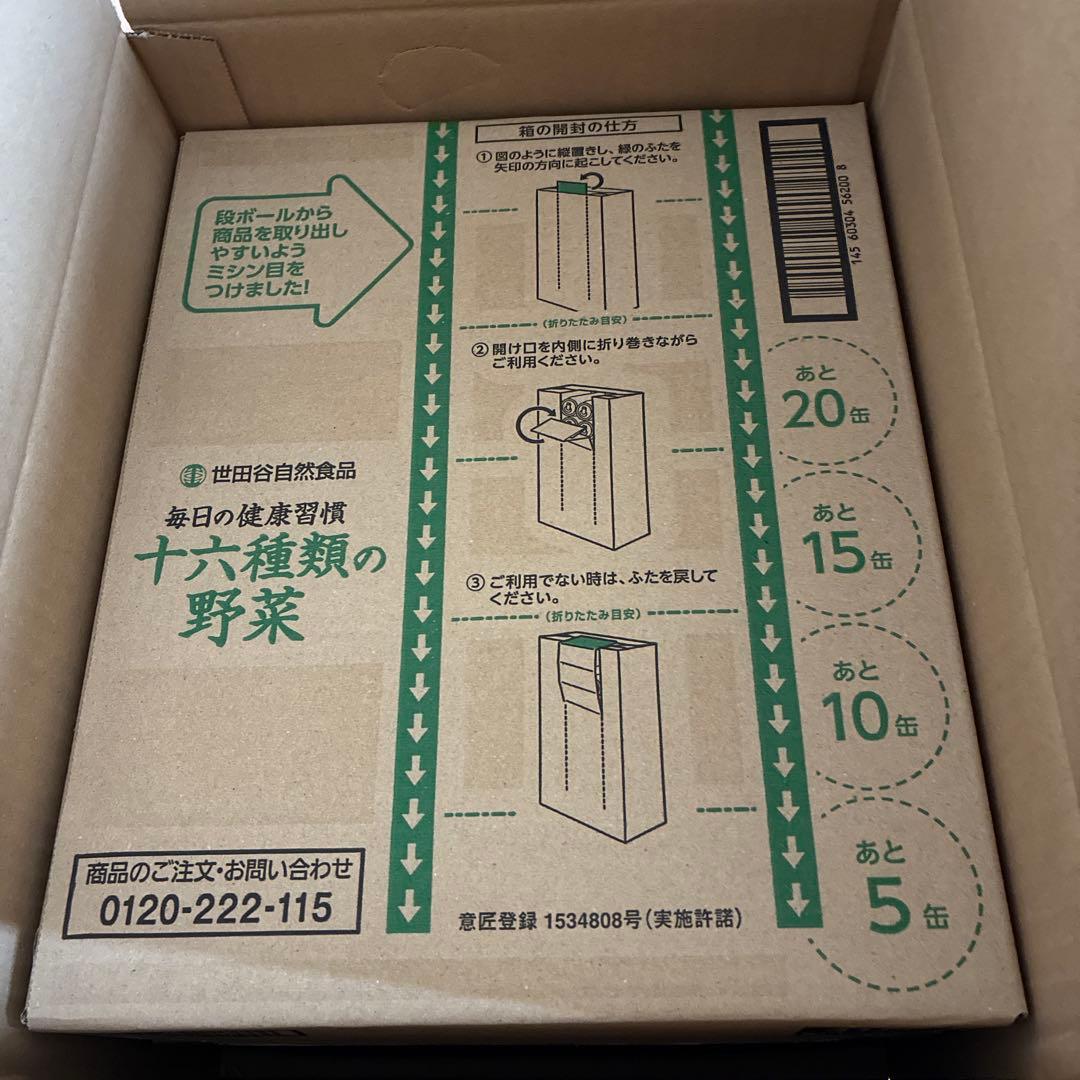 箱の開封の仕方
①図のように縦置きし、緑のふたを
矢印の方向に起こしてください。
段ボールから
商品を取り出し
やすいよう
ミシン目を
つけました!
(折りたたみ目安)
②開け口を内側に折り巻きながら
ご利用ください。
世田谷自然食品
毎日の健康習慣
十六種類の
野菜
③ご利用でない時は、ふたを戻して
ください。
(折りたたみ目安)
商品のご注文・お問い合わせ
0120-222-115
意匠登録 1534808号(実施許諾)
145 60304 56200 8
あと
20缶
あと
15缶
あと
10缶
あと
5缶